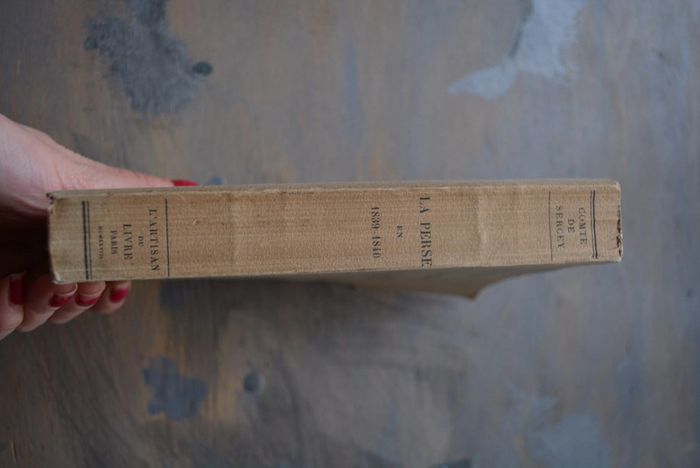 COMTE
DE
SERCEY
LA PERSE
EN
1839-1840
L'ARTISAN
DU
LIVRE
PARIS